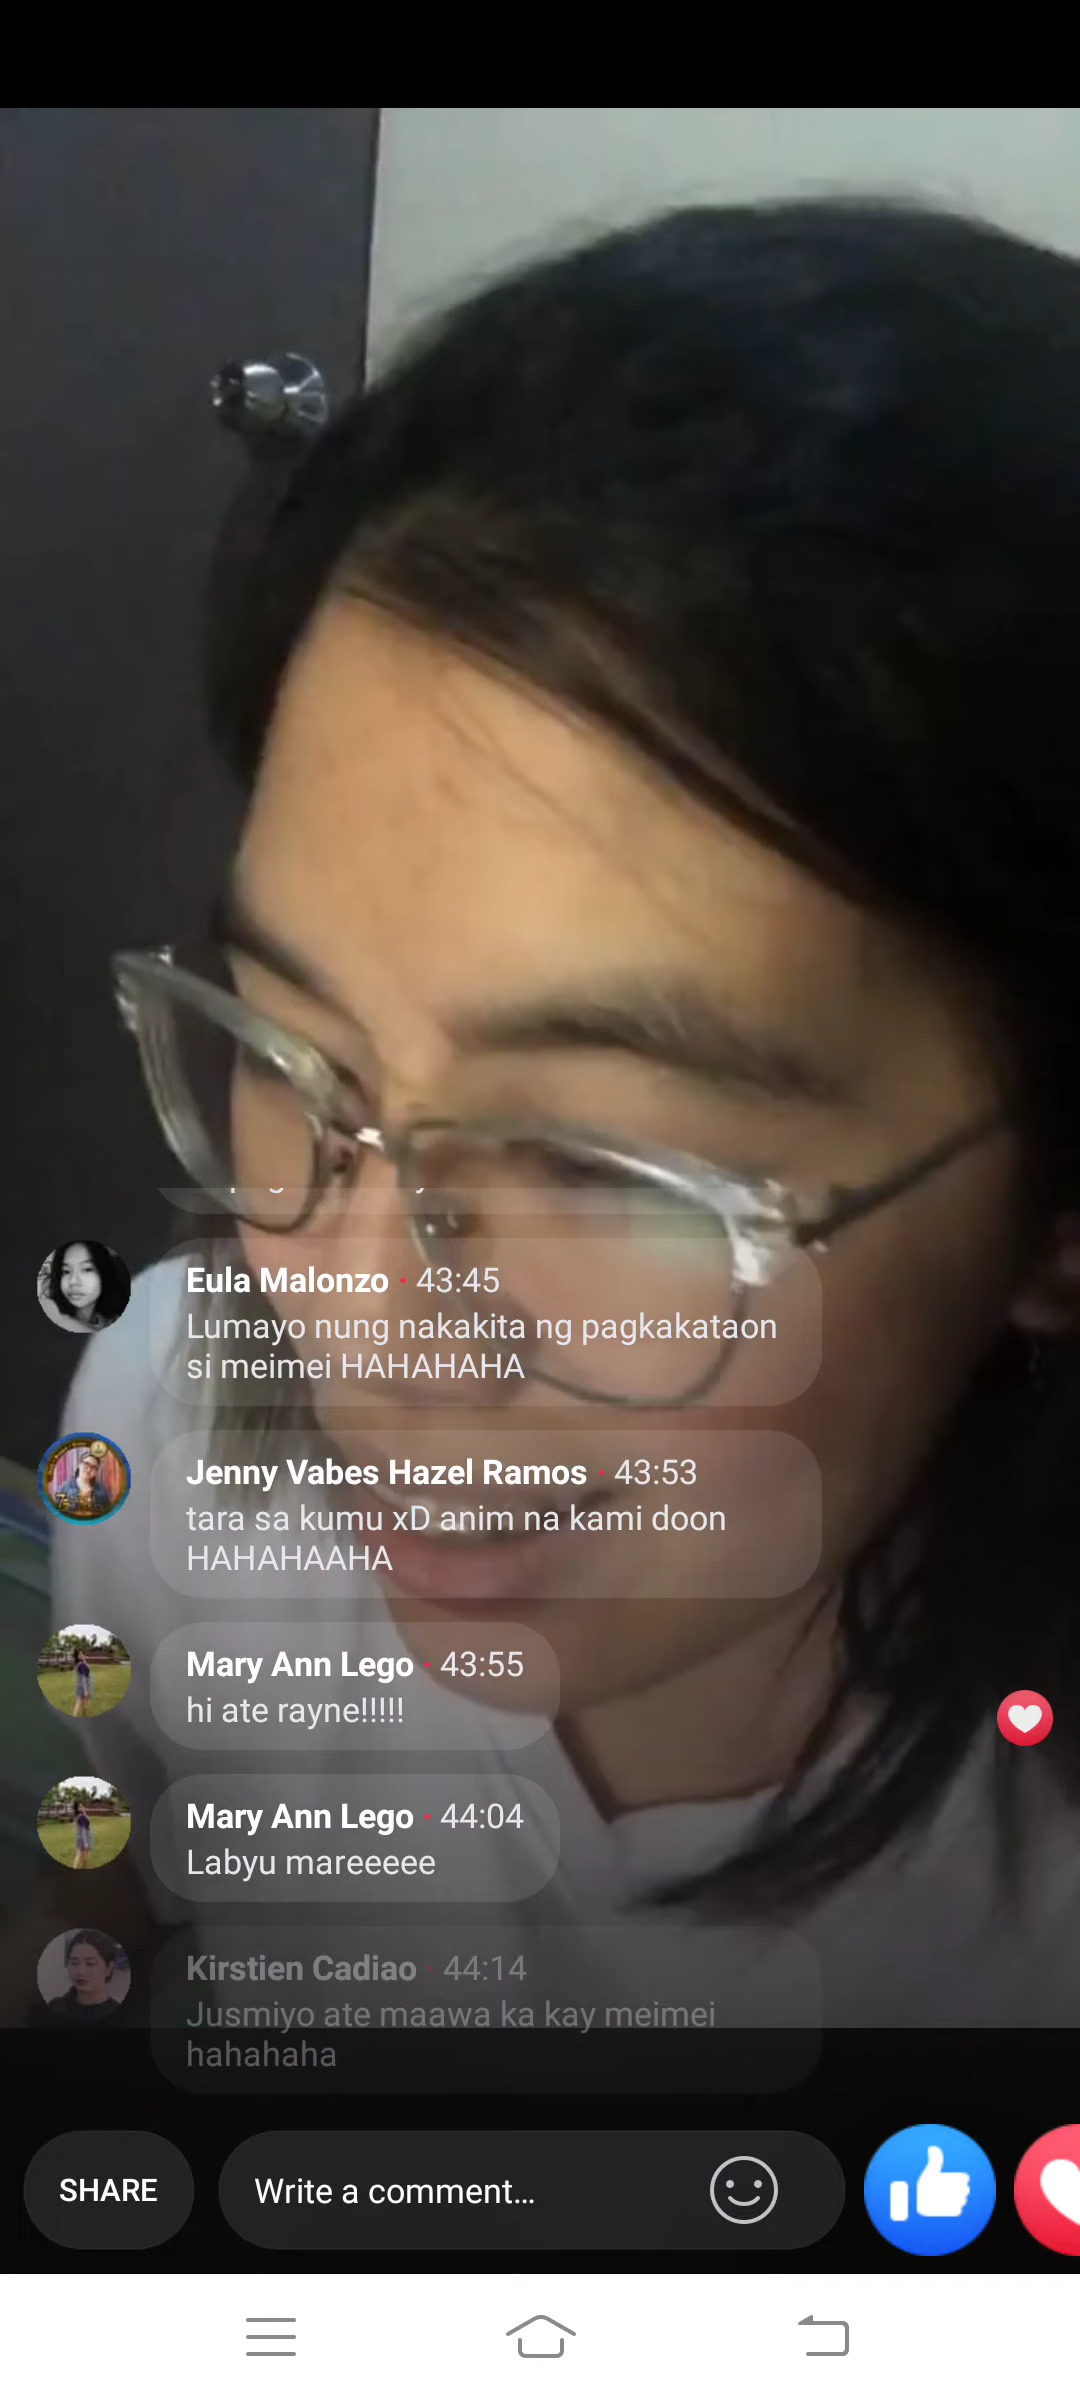 Eula Malonzo · 43:45
Lumayo nung nakakita ng pagkakataon
si meimei HAHAHAHA
Jenny Vabes Hazel Ramos · 43:53
tara sa kumu xD anim na kami doon
HAHAHAAHA
Mary Ann Lego · 43:55
hi ate rayne!!!!!
Mary Ann Lego · 44:04
Labyu mareeeee
Kirstien Cadiao · 44:14
Jusmiyo ate maawa ka kay meimei
hahahaha
SHARE
Write a comment...